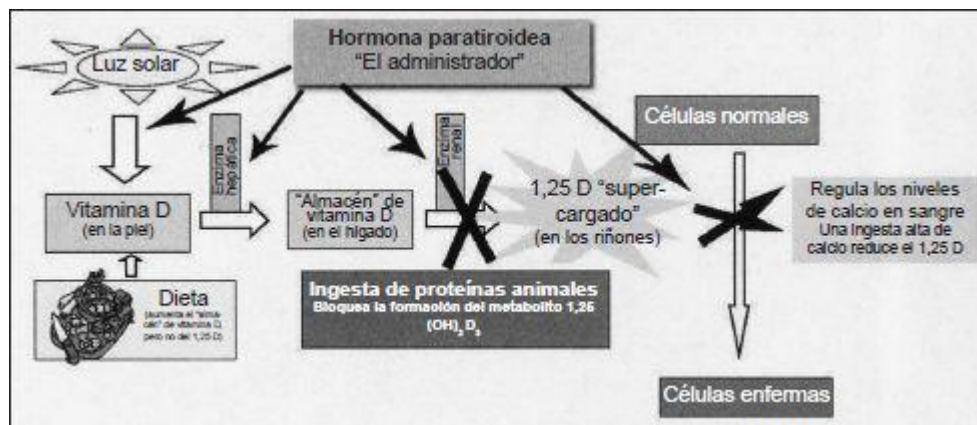 Hormona paratiroidea
“El administrador”
Luz solar
Enzima
hepática
Enzima
renal
Células normales
Vitamina D
(en la piel)
“Almacén” de
vitamina D
(en el hígado)
1,25 D “super-
cargado”
(en los riñones)
Regula los niveles
de calcio en sangre
Una ingesta alta de
calcio reduce el 1,25 D
Dieta
(aumenta el “alma-
cén” de vitamina D,
pero no del 1,25 D)
Ingesta de proteínas animales
Bloquea la formación del metabolito 1,25
(OH)₂ D₃
Células enfermas